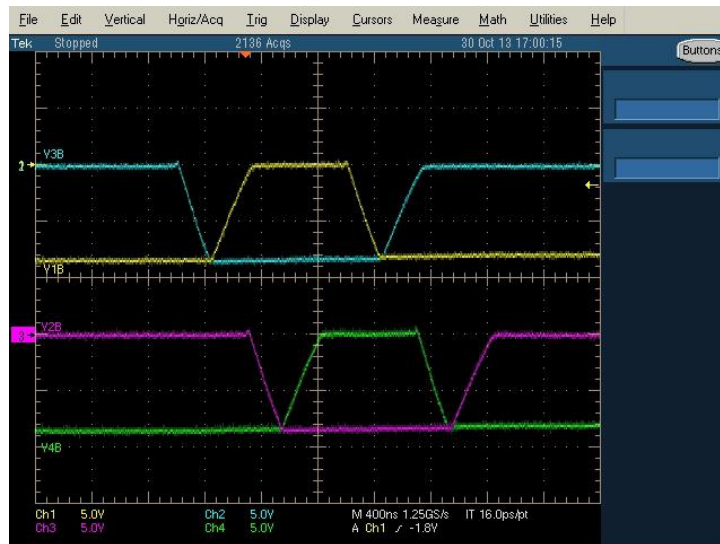 File Edit Vertical Horiz/Acq Trig Display Cursors Measure Math Utilities Help
Tek Stopped 2136 Acqs 30 Oct 13 17:00:15
Buttons
V3B
V1B
V2B
3
V4B
Ch1 5.0V Ch2 5.0V M 400ns 1.25GS/s IT 16.0ps/pt
Ch3 5.0V Ch4 5.0V A Ch1 -1.8V